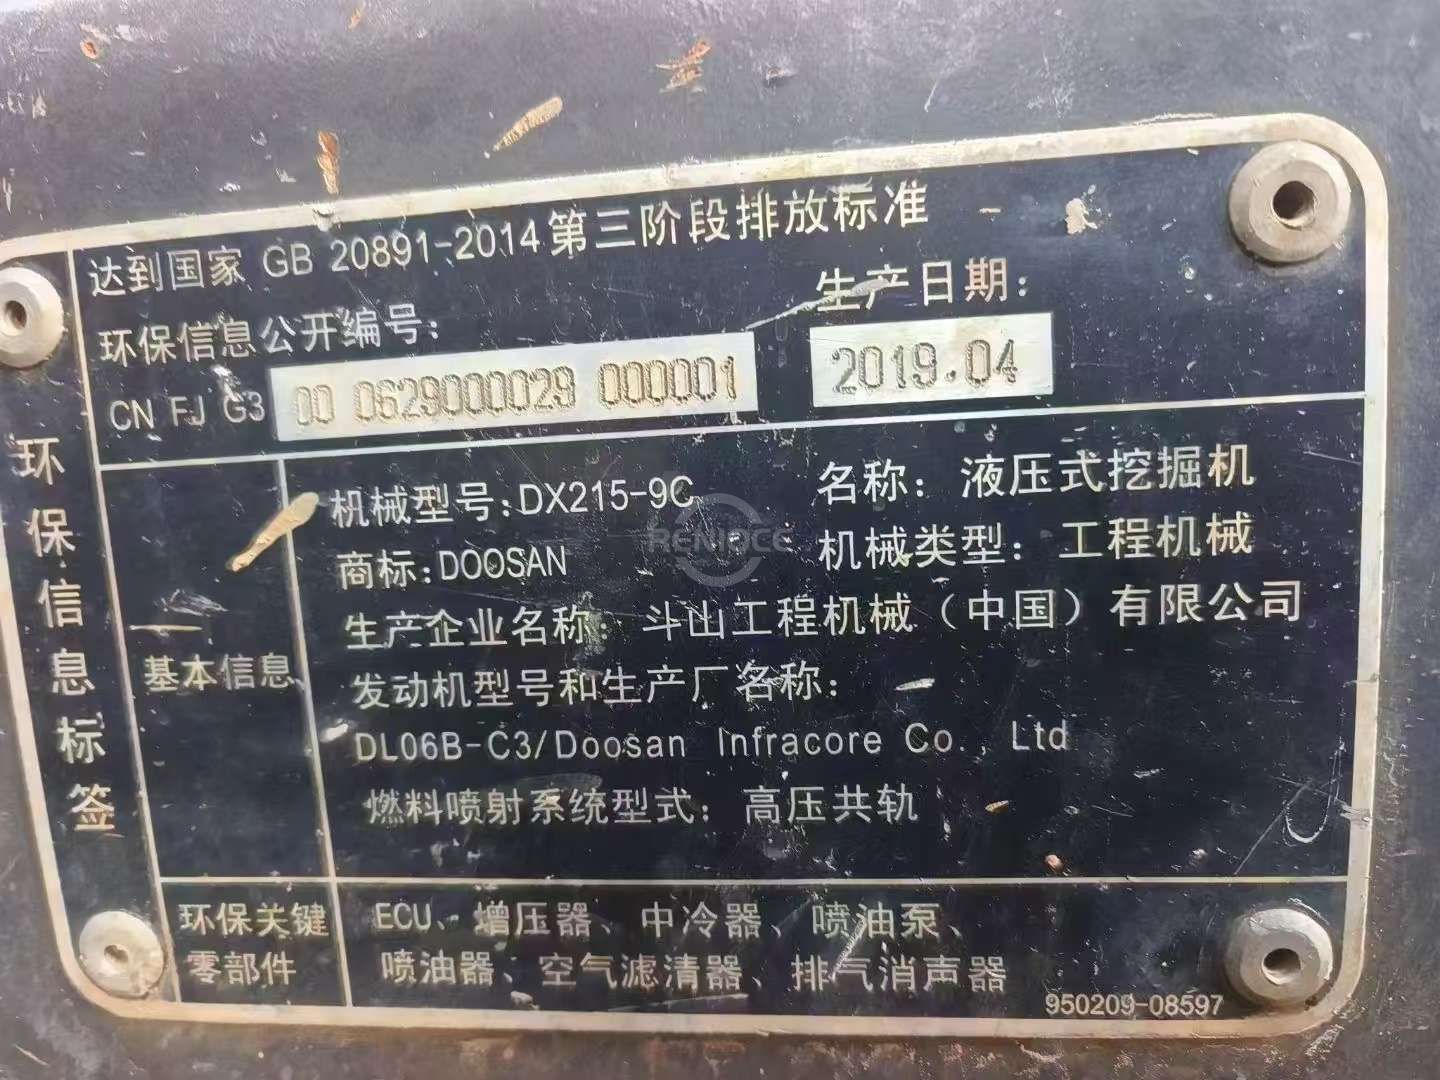 达到国家 GB 20891-2014第三阶段排放标准
环保信息公开编号:
生产日期:
CN FJ G3 00 0629000029 000001
2019.04
环保信息标签
基本信息
机械型号:DX215-9C
名称: 液压式挖掘机
商标:DOOSAN
机械类型: 工程机械
生产企业名称: 斗山工程机械（中国）有限公司
发动机型号和生产厂名称:
DL06B-C3/Doosan Infracore Co., Ltd
燃料喷射系统型式: 高压共轨
环保关键
零部件
ECU、增压器、中冷器、喷油泵、
喷油器、空气滤清器、排气消声器
950209-08597